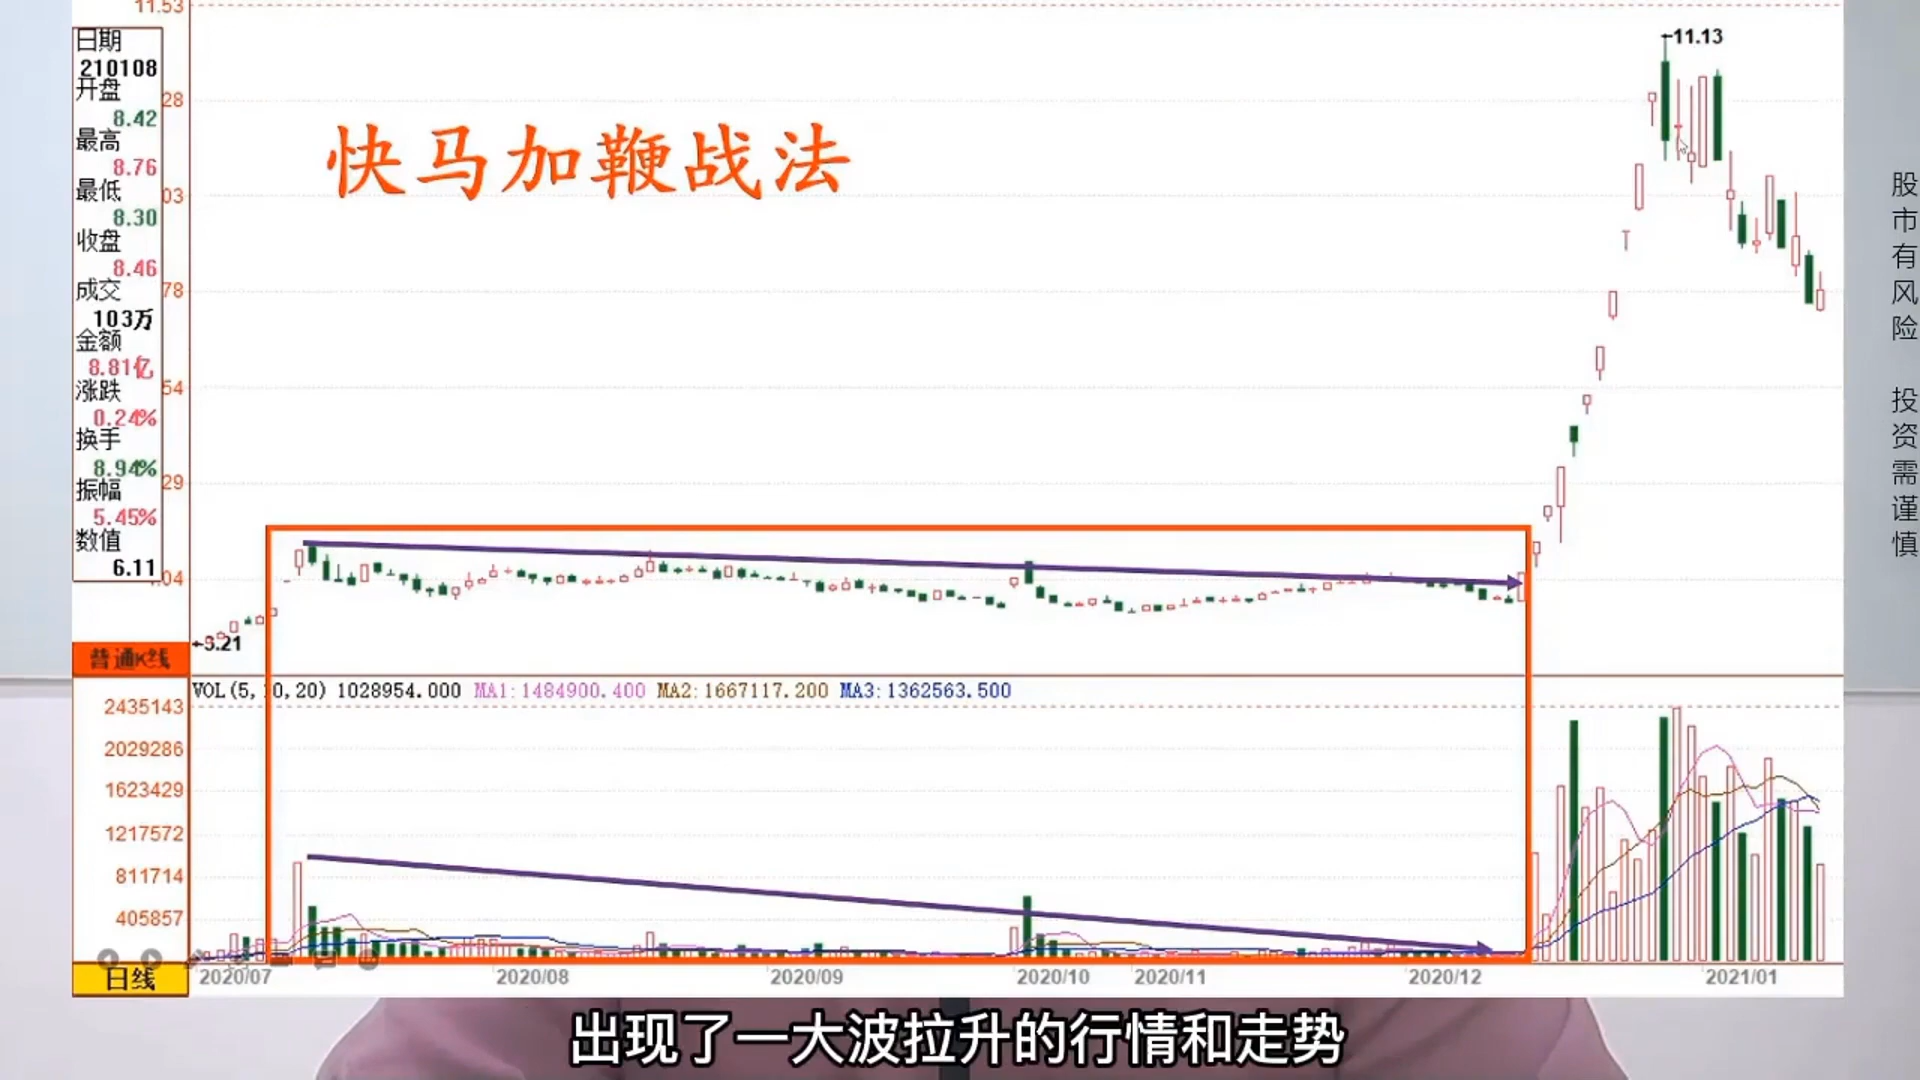 11.53
日期
210108
开盘
8.42
最高
8.76
最低
8.30
收盘
8.46
成交
103万
金额
8.81亿
涨跌
0.24%
换手
8.94%
振幅
5.45%
数值
6.11
28
03
78
54
29
.04
快马加鞭战法
←11.13
普通K线
VOL(5,10,20) 1028954.000 MA1:1484900.400 MA2:1667117.200 MA3:1362563.500
2435143
2029286
1623429
1217572
811714
405857
日线
2020/07 2020/08 2020/09 2020/10 2020/11 2020/12 2021/01
股市有风险 投资需谨慎
出现了一大波拉升的行情和走势